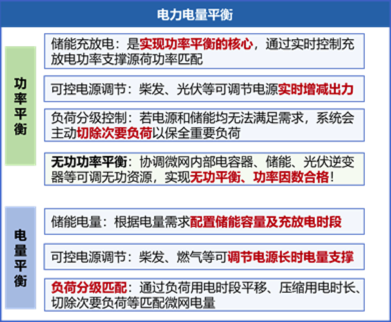 电力电量平衡
功率平衡
储能充放电：是实现功率平衡的核心，通过实时控制充
放电功率支撑源荷功率匹配
可控电源调节：柴发、光伏等可调节电源实时增减出力
负荷分级控制：若电源和储能均无法满足需求，系统会
主动切除次要负荷以保全重要负荷
无功功率平衡：协调微网内部电容器、储能、光伏逆变
器等可调无功资源，实现无功平衡、功率因数合格！
电量平衡
储能电量：根据电量需求配置储能容量及充放电时段
可控电源调节：柴发、燃气等可调节电源长时电量支撑
负荷分级匹配：通过负荷用电时段平移、压缩用电时长、
切除次要负荷等匹配微网电量